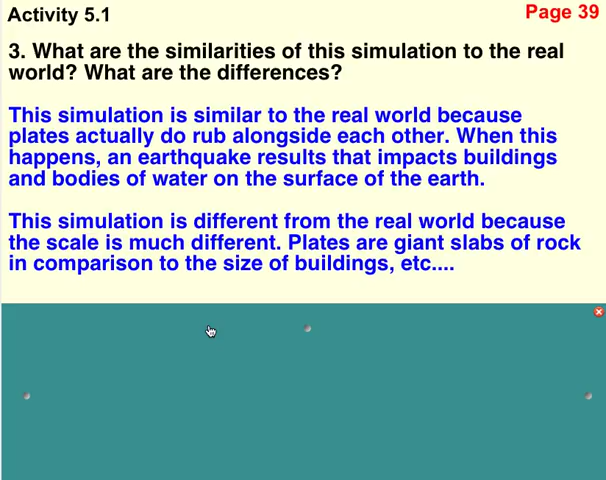 Activity 5.1
Page 39
3. What are the similarities of this simulation to the real
world? What are the differences?
This simulation is similar to the real world because
plates actually do rub alongside each other. When this
happens, an earthquake results that impacts buildings
and bodies of water on the surface of the earth.
This simulation is different from the real world because
the scale is much different. Plates are giant slabs of rock
in comparison to the size of buildings, etc....